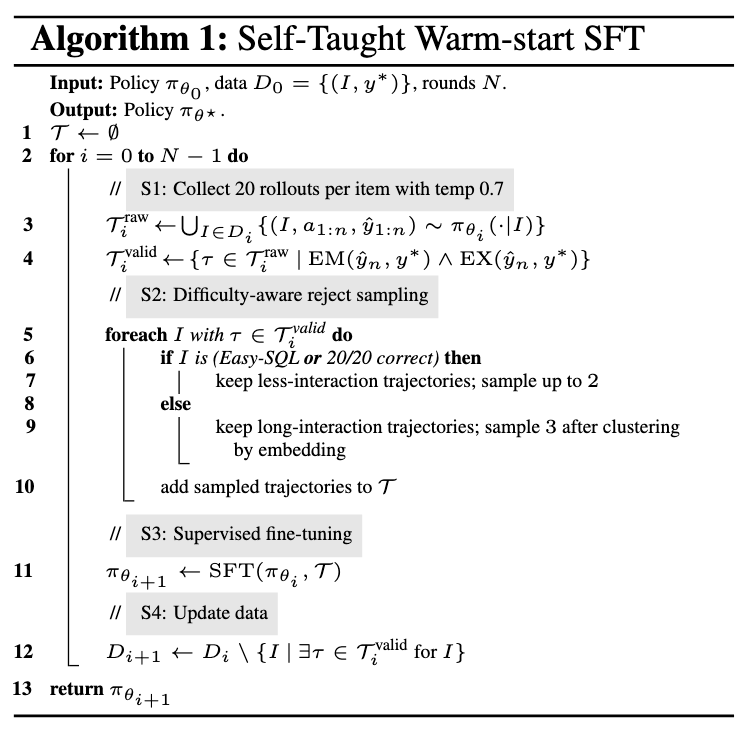 Algorithm 1: Self-Taught Warm-start SFT
Input: Policy π_{θ_0}, data D_0 = {(I, y*)}, rounds N.
Output: Policy π_{θ⋆}.
1 𝒯 ← ∅
2 for i = 0 to N − 1 do
// S1: Collect 20 rollouts per item with temp 0.7
3 𝒯_i^{raw} ← ⋃_{I∈D_i} {(I, a_{1:n}, ŷ_{1:n}) ∼ π_{θ_i}(·|I)}
4 𝒯_i^{valid} ← {τ ∈ 𝒯_i^{raw} | EM(ŷ_n, y*) ∧ EX(ŷ_n, y*)}
// S2: Difficulty-aware reject sampling
5 foreach I with τ ∈ 𝒯_i^{valid} do
6 if I is (Easy-SQL or 20/20 correct) then
7 keep less-interaction trajectories; sample up to 2
8 else
9 keep long-interaction trajectories; sample 3 after clustering
by embedding
10 add sampled trajectories to 𝒯
// S3: Supervised fine-tuning
11 π_{θ_{i+1}} ← SFT(π_{θ_i}, 𝒯)
// S4: Update data
12 D_{i+1} ← D_i \ {I | ∃τ ∈ 𝒯_i^{valid} for I}
13 return π_{θ_{i+1}}